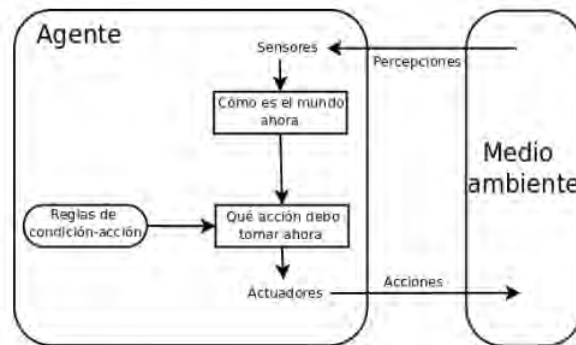 Agente
Sensores
Percepciones
Cómo es el mundo
ahora
Medio
ambiente
Reglas de
condición-acción
Qué acción debo
tomar ahora
Actuadores
Acciones